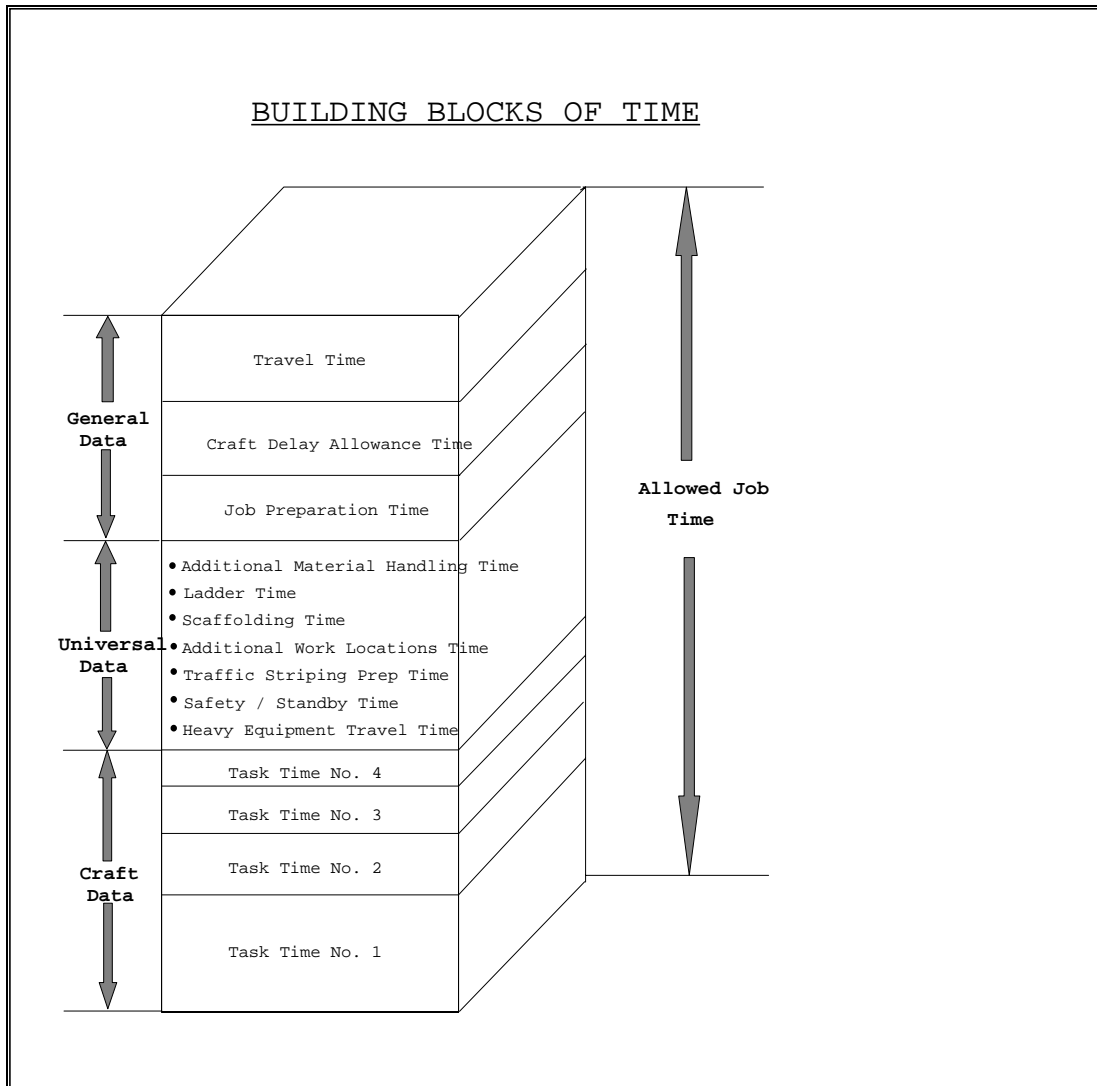 BUILDING BLOCKS OF TIME
Travel Time
General
Data
Craft Delay Allowance Time
Job Preparation Time
Allowed Job
Time
• Additional Material Handling Time
• Ladder Time
• Scaffolding Time
Universal
Data
• Additional Work Locations Time
• Traffic Striping Prep Time
• Safety / Standby Time
• Heavy Equipment Travel Time
Task Time No. 4
Task Time No. 3
Craft
Data
Task Time No. 2
Task Time No. 1